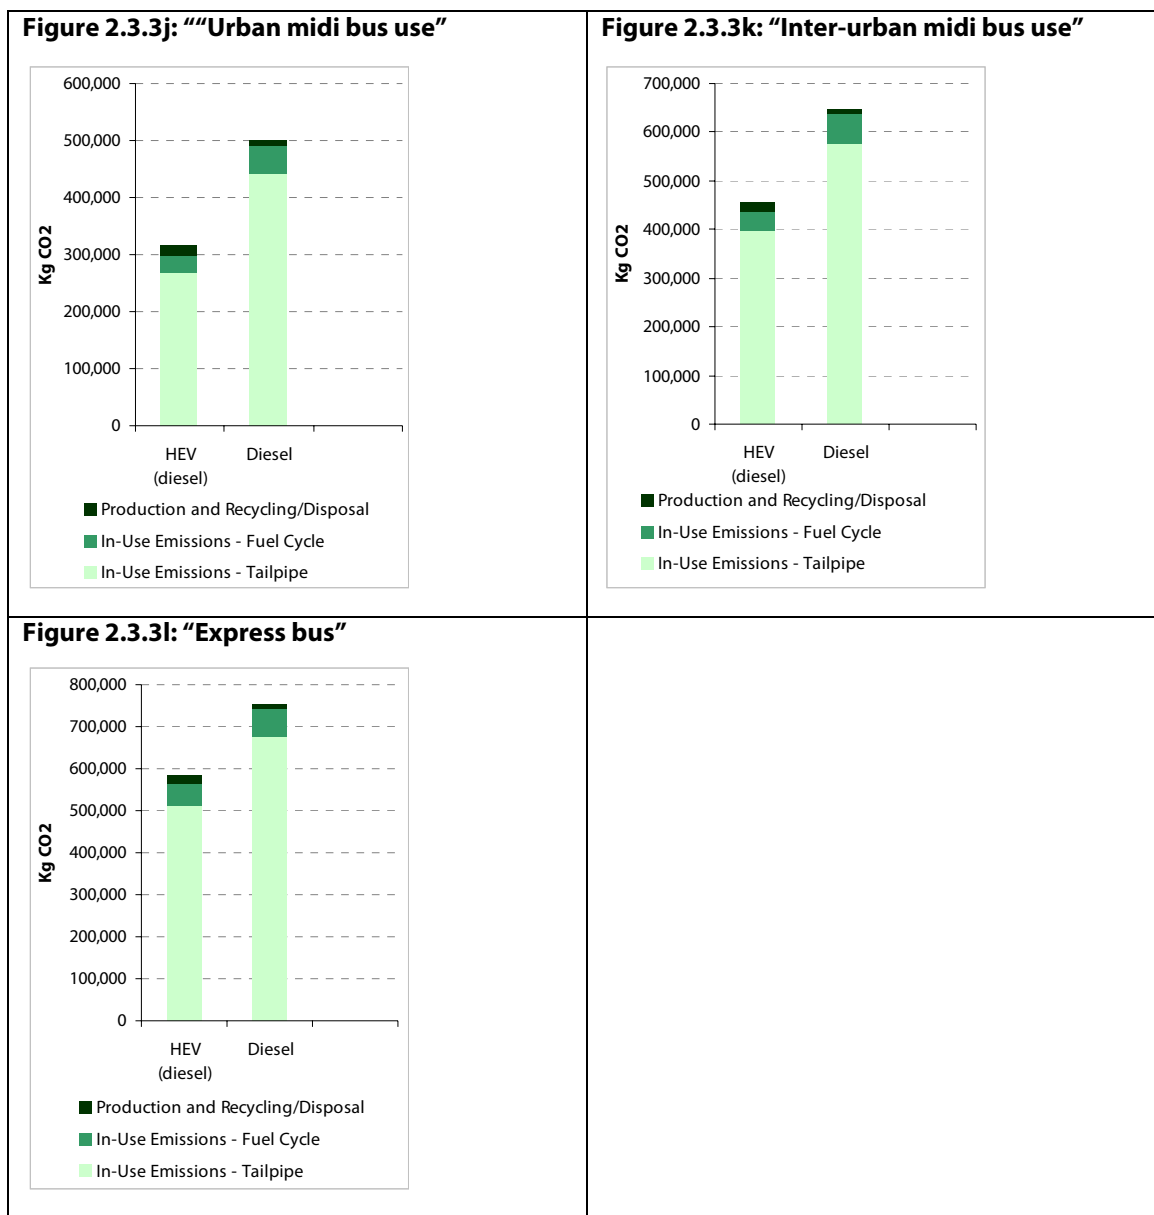 Figure 2.3.3j: ““Urban midi bus use”
600,000
500,000
400,000
300,000
200,000
100,000
0
Kg CO2
HEV
(diesel)
Diesel
Production and Recycling/Disposal
In-Use Emissions - Fuel Cycle
In-Use Emissions - Tailpipe
Figure 2.3.3k: “Inter-urban midi bus use”
700,000
600,000
500,000
400,000
300,000
200,000
100,000
0
Kg CO2
HEV
(diesel)
Diesel
Production and Recycling/Disposal
In-Use Emissions - Fuel Cycle
In-Use Emissions - Tailpipe
Figure 2.3.3l: “Express bus”
800,000
700,000
600,000
500,000
400,000
300,000
200,000
100,000
0
Kg CO2
HEV
(diesel)
Diesel
Production and Recycling/Disposal
In-Use Emissions - Fuel Cycle
In-Use Emissions - Tailpipe